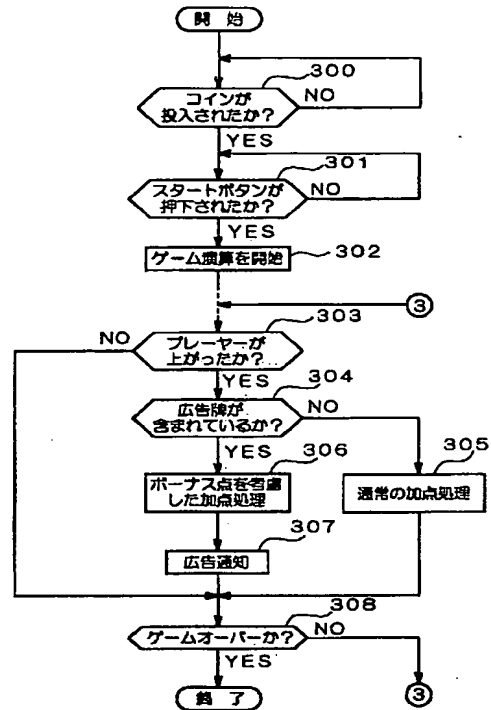 開 始
300
コインが
投入されたか？
NO
YES
301
スタートボタンが
押下されたか？
NO
YES
302
ゲーム演算を開始
③
303
NO
プレーヤーが
上がったか？
YES
304
広告牌が
含まれているか？
NO
YES
306
305
ボーナス点を考慮
した加点処理
通常の加点処理
307
広告通知
308
ゲームオーバーか？
NO
YES
終 了
③